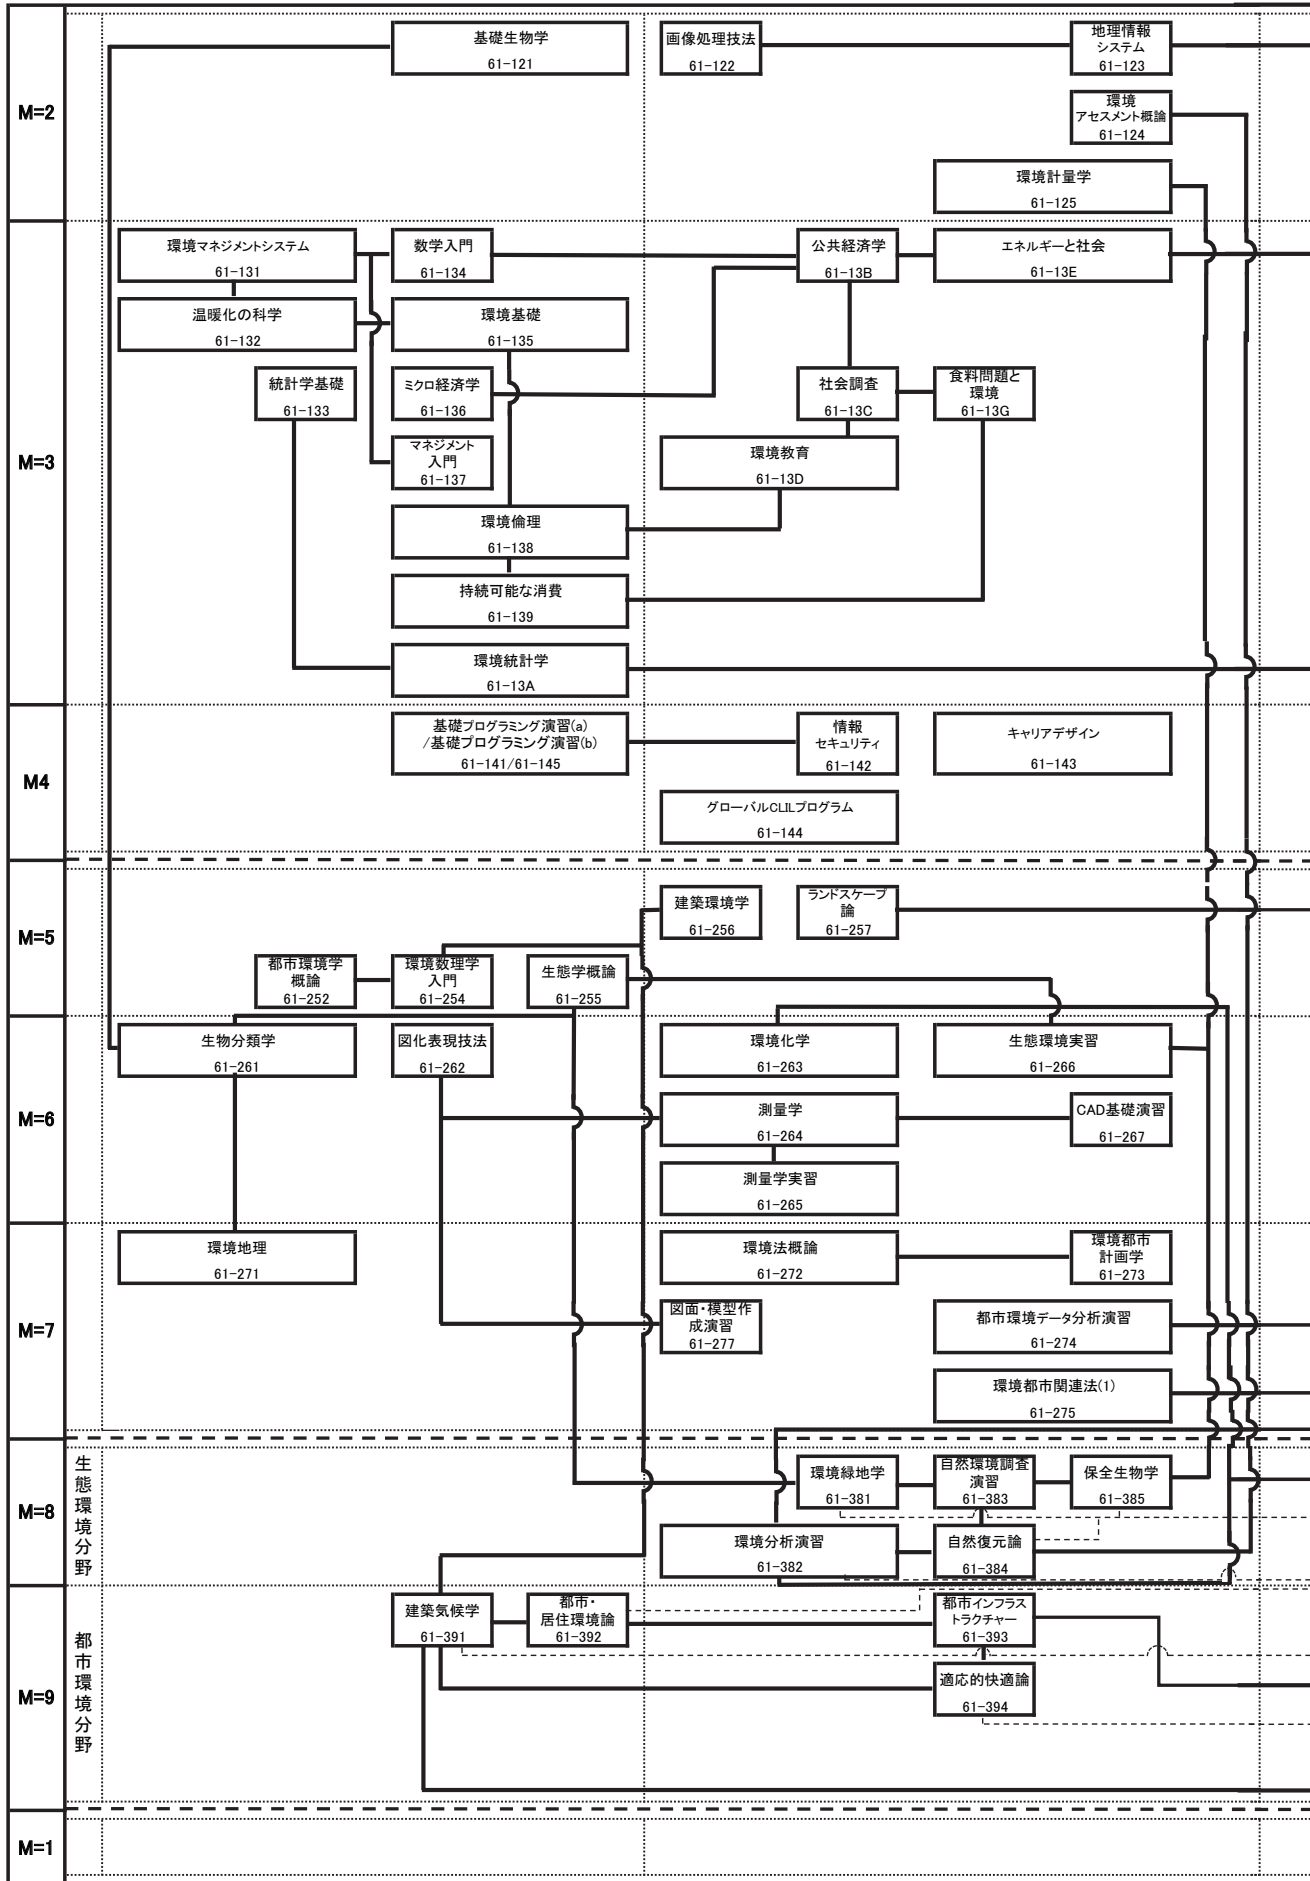 M=2
基礎生物学
61-121
画像処理技法
61-122
地理情報
システム
61-123
環境
アセスメント概論
61-124
環境計量学
61-125
M=3
環境マネジメントシステム
61-131
数学入門
61-134
公共経済学
61-13B
エネルギーと社会
61-13E
温暖化の科学
61-132
環境基礎
61-135
統計学基礎
61-133
ミクロ経済学
61-136
社会調査
61-13C
食料問題と
環境
61-13G
マネジメント
入門
61-137
環境教育
61-13D
環境倫理
61-138
持続可能な消費
61-139
環境統計学
61-13A
M4
基礎プログラミング演習(a)
/基礎プログラミング演習(b)
61-141/61-145
情報
セキュリティ
61-142
キャリアデザイン
61-143
グローバルCLILプログラム
61-144
M=5
建築環境学
61-256
ランドスケープ
論
61-257
都市環境学
概論
61-252
環境数理学
入門
61-254
生態学概論
61-255
M=6
生物分類学
61-261
図化表現技法
61-262
環境化学
61-263
生態環境実習
61-266
測量学
61-264
CAD基礎演習
61-267
測量学実習
61-265
M=7
環境地理
61-271
環境法概論
61-272
環境都市
計画学
61-273
図面・模型作
成演習
61-277
都市環境データ分析演習
61-274
環境都市関連法(1)
61-275
M=8
生態環境分野
環境緑地学
61-381
自然環境調査
演習
61-383
保全生物学
61-385
環境分析演習
61-382
自然復元論
61-384
M=9
都市環境分野
建築気候学
61-391
都市・
居住環境論
61-392
都市インフラス
トラクチャー
61-393
適応的快適論
61-394
M=1